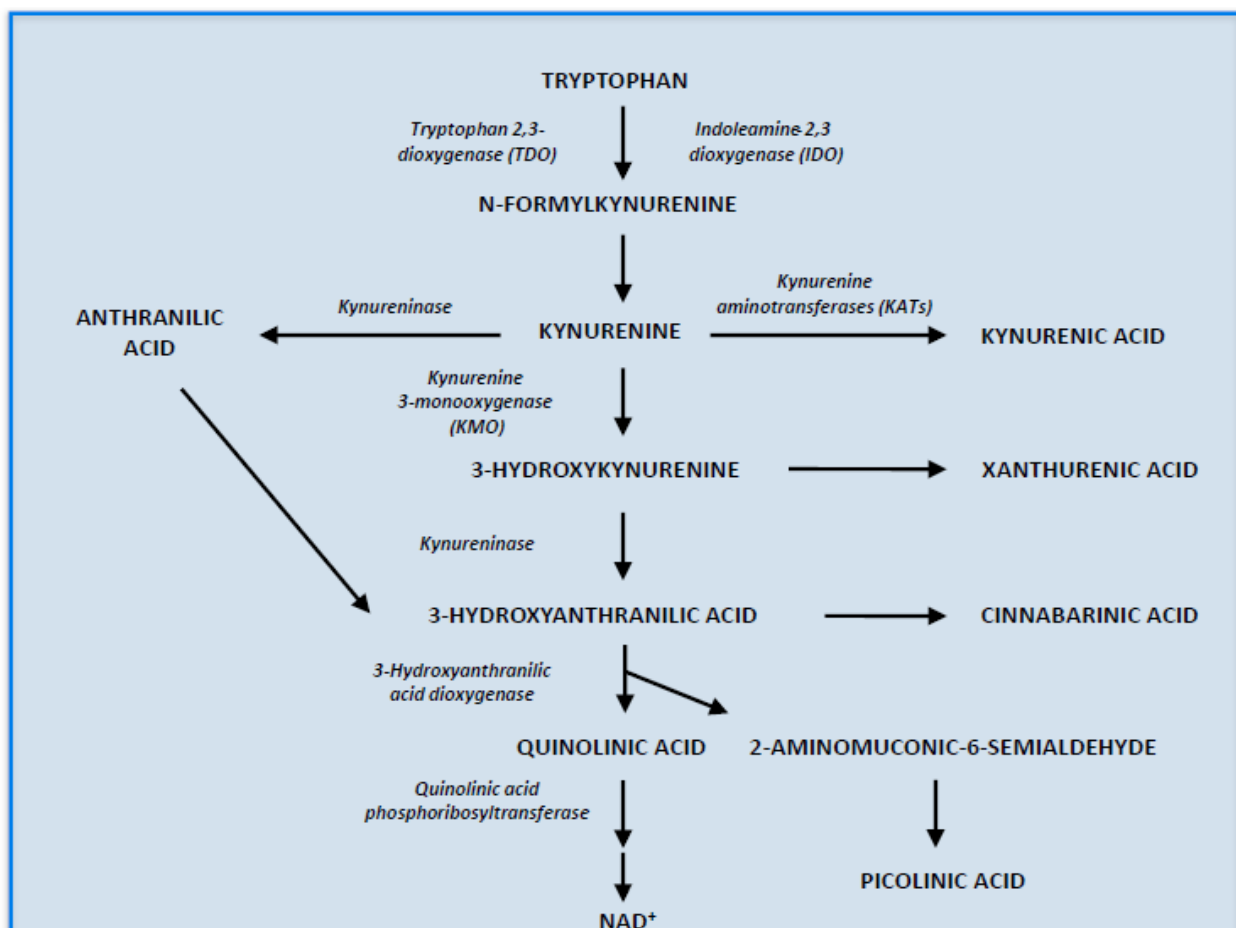 TRYPTOPHAN
Tryptophan 2,3-
dioxygenase (TDO)
Indoleamine-2,3
dioxygenase (IDO)
N-FORMYLKYNURENINE
Kynureninase
Kynurenine
aminotransferases (KATs)
ANTHRANILIC
ACID
KYNURENINE
KYNURENIC ACID
Kynurenine
3-monooxygenase
(KMO)
3-HYDROXYKYNURENINE
XANTHURENIC ACID
Kynureninase
3-HYDROXYANTHRANILIC ACID
CINNABARINIC ACID
3-Hydroxyanthranilic
acid dioxygenase
QUINOLINIC ACID
2-AMINOMUCONIC-6-SEMIALDEHYDE
Quinolinic acid
phosphoribosyltransferase
PICOLINIC ACID
NAD⁺